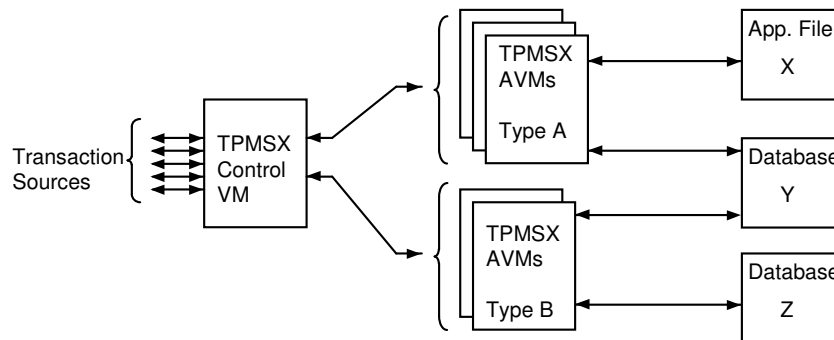 Transaction
Sources
TPMSX
Control
VM
TPMSX
AVMs
Type A
TPMSX
AVMs
Type B
App. File
X
Database
Y
Database
Z